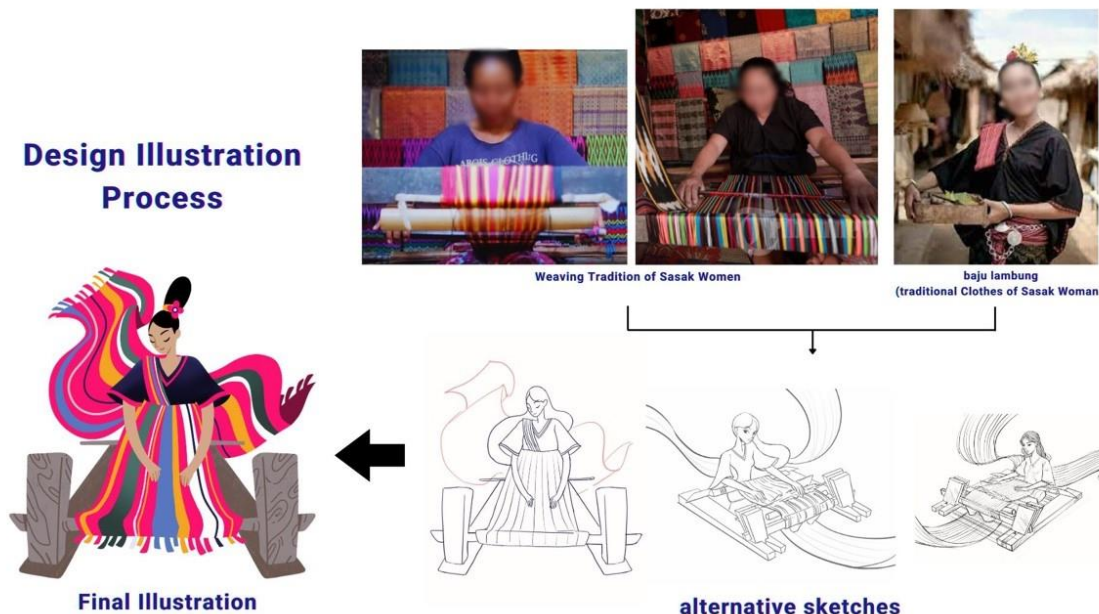 Design Illustration
Process
Weaving Tradition of Sasak Women
baju lambung
(traditional Clothes of Sasak Woman
Final Illustration
alternative sketches